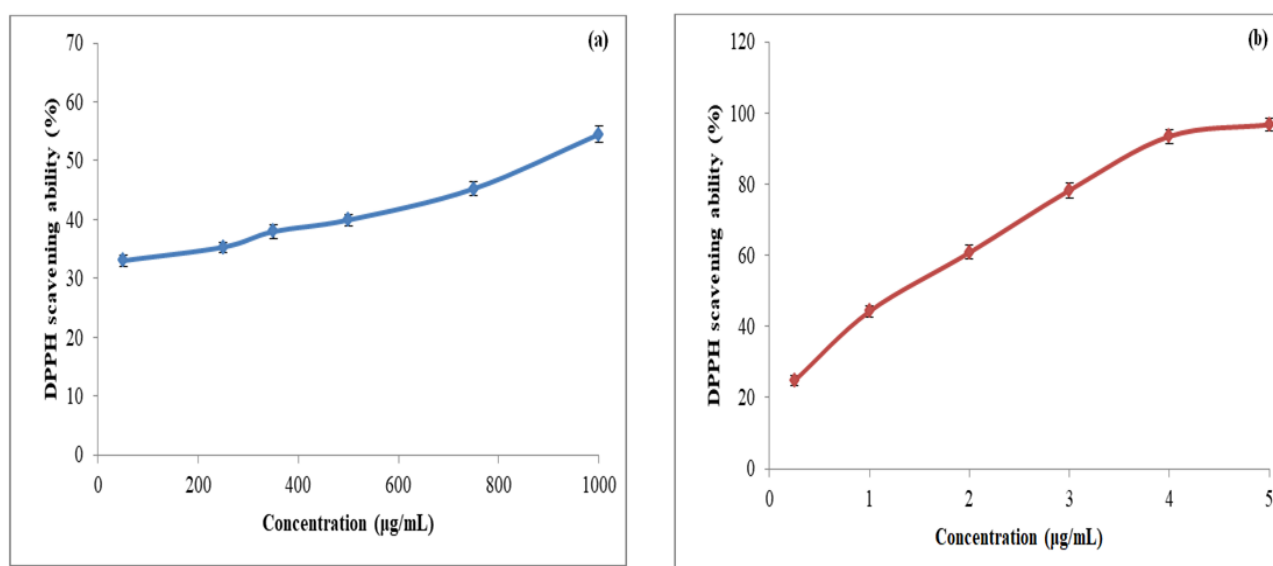 (a)
DPPH scavening ability (%)
70
60
50
40
30
20
10
0
0 200 400 600 800 1000
Concentration (µg/mL)
(b)
DPPH scavening ability (%)
120
100
80
60
40
20
0
0 1 2 3 4 5
Concentration (µg/mL)